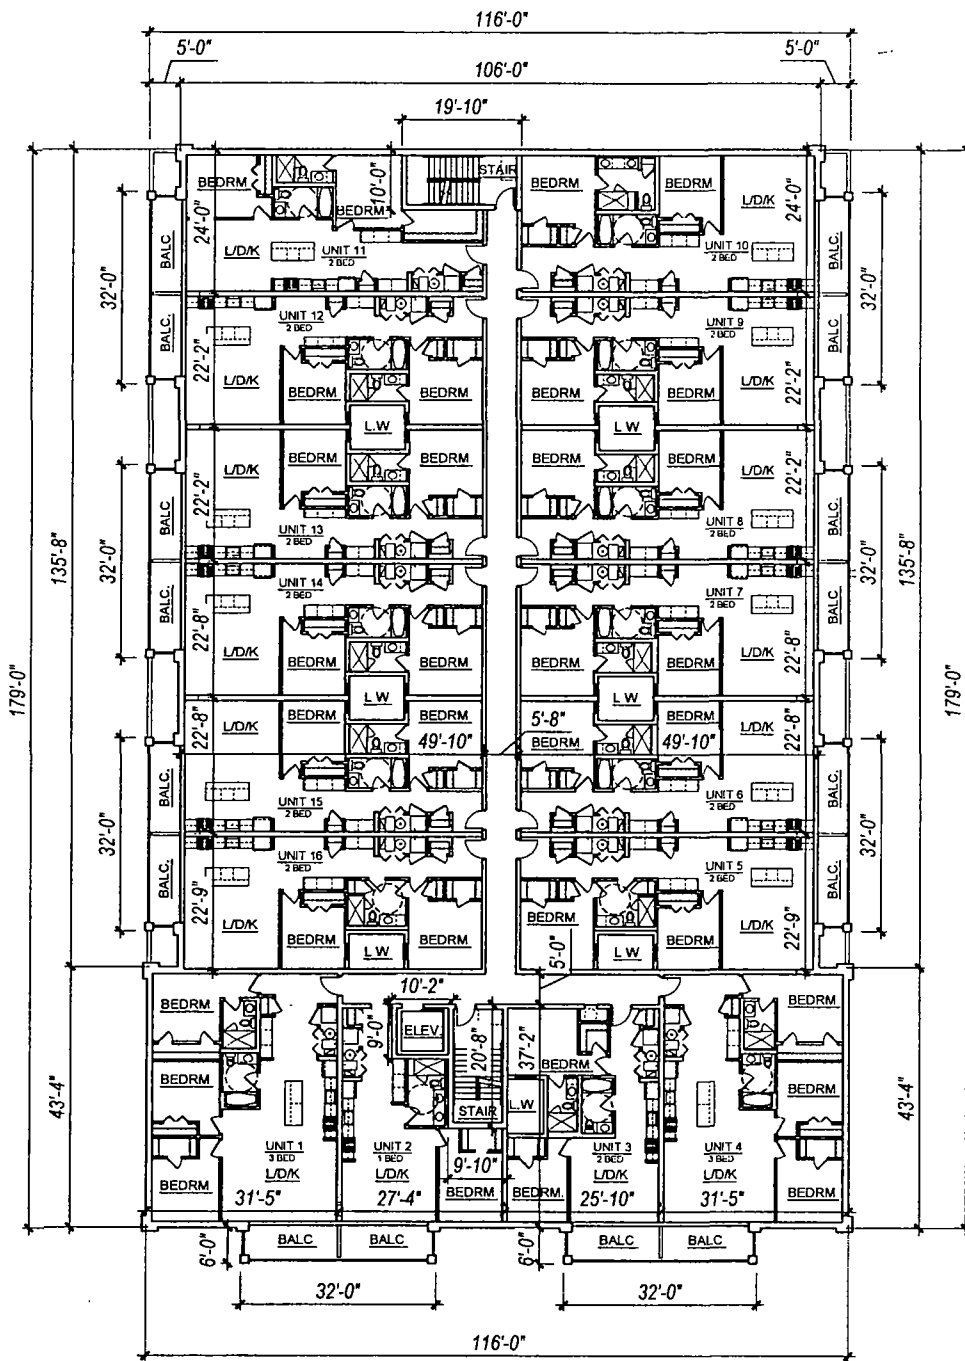 116'-0"
5'-0" 5'-0"
106'-0"
19'-10"
STAIR
BEDRM BEDRM BEDRM L/D/K
10'-0"
BEDRM
24'-0" 24'-0"
BALC. L/D/K UNIT 11 UNIT 10 BALC.
2 BED 2 BED
32'-0" 32'-0"
UNIT 12 UNIT 9
2 BED 2 BED
BALC. BALC.
22'-2" 22'-2"
L/D/K BEDRM BEDRM BEDRM BEDRM L/D/K
L.W L.W
L/D/K BEDRM BEDRM BEDRM BEDRM L/D/K
22'-2" 22'-2"
BALC BALC
UNIT 13 UNIT 8
2 BED 2 BED
135'-8" 32'-0" 32'-0" 135'-8"
UNIT 14 UNIT 7
2 BED 2 BED
BALC. BALC.
22'-8" 22'-8"
L/D/K BEDRM BEDRM BEDRM BEDRM L/D/K
179'-0" 179'-0"
L.W L.W
L/D/K BEDRM BEDRM 5'-8" L/D/K
22'-8" 49'-10" BEDRM 49'-10" 22'-8"
BALC. BALC.
UNIT 15 UNIT 6
2 BED 2 BED
32'-0" 32'-0"
UNIT 16 UNIT 5
2 BED 2 BED
BALC. BALC.
22'-9" BEDRM 22'-9"
L/D/K BEDRM BEDRM BEDRM L/D/K
L.W L.W
5'-0"
10'-2"
BEDRM BEDRM
9'-0" ELEV. 20'-8" 37'-2"
BEDRM
BEDRM BEDRM
43'-4" L.W 43'-4"
STAIR
UNIT 1 UNIT 2 UNIT 3 UNIT 4
3 BED 1 BED 2 BED 3 BED
9'-10"
L/D/K L/D/K L/D/K L/D/K
BEDRM BEDRM BEDRM. BEDRM
31'-5" 27'-4" 25'-10" 31'-5"
6'-0" BALC BALC 6'-0" BALC BALC
32'-0" 32'-0"
116'-0"